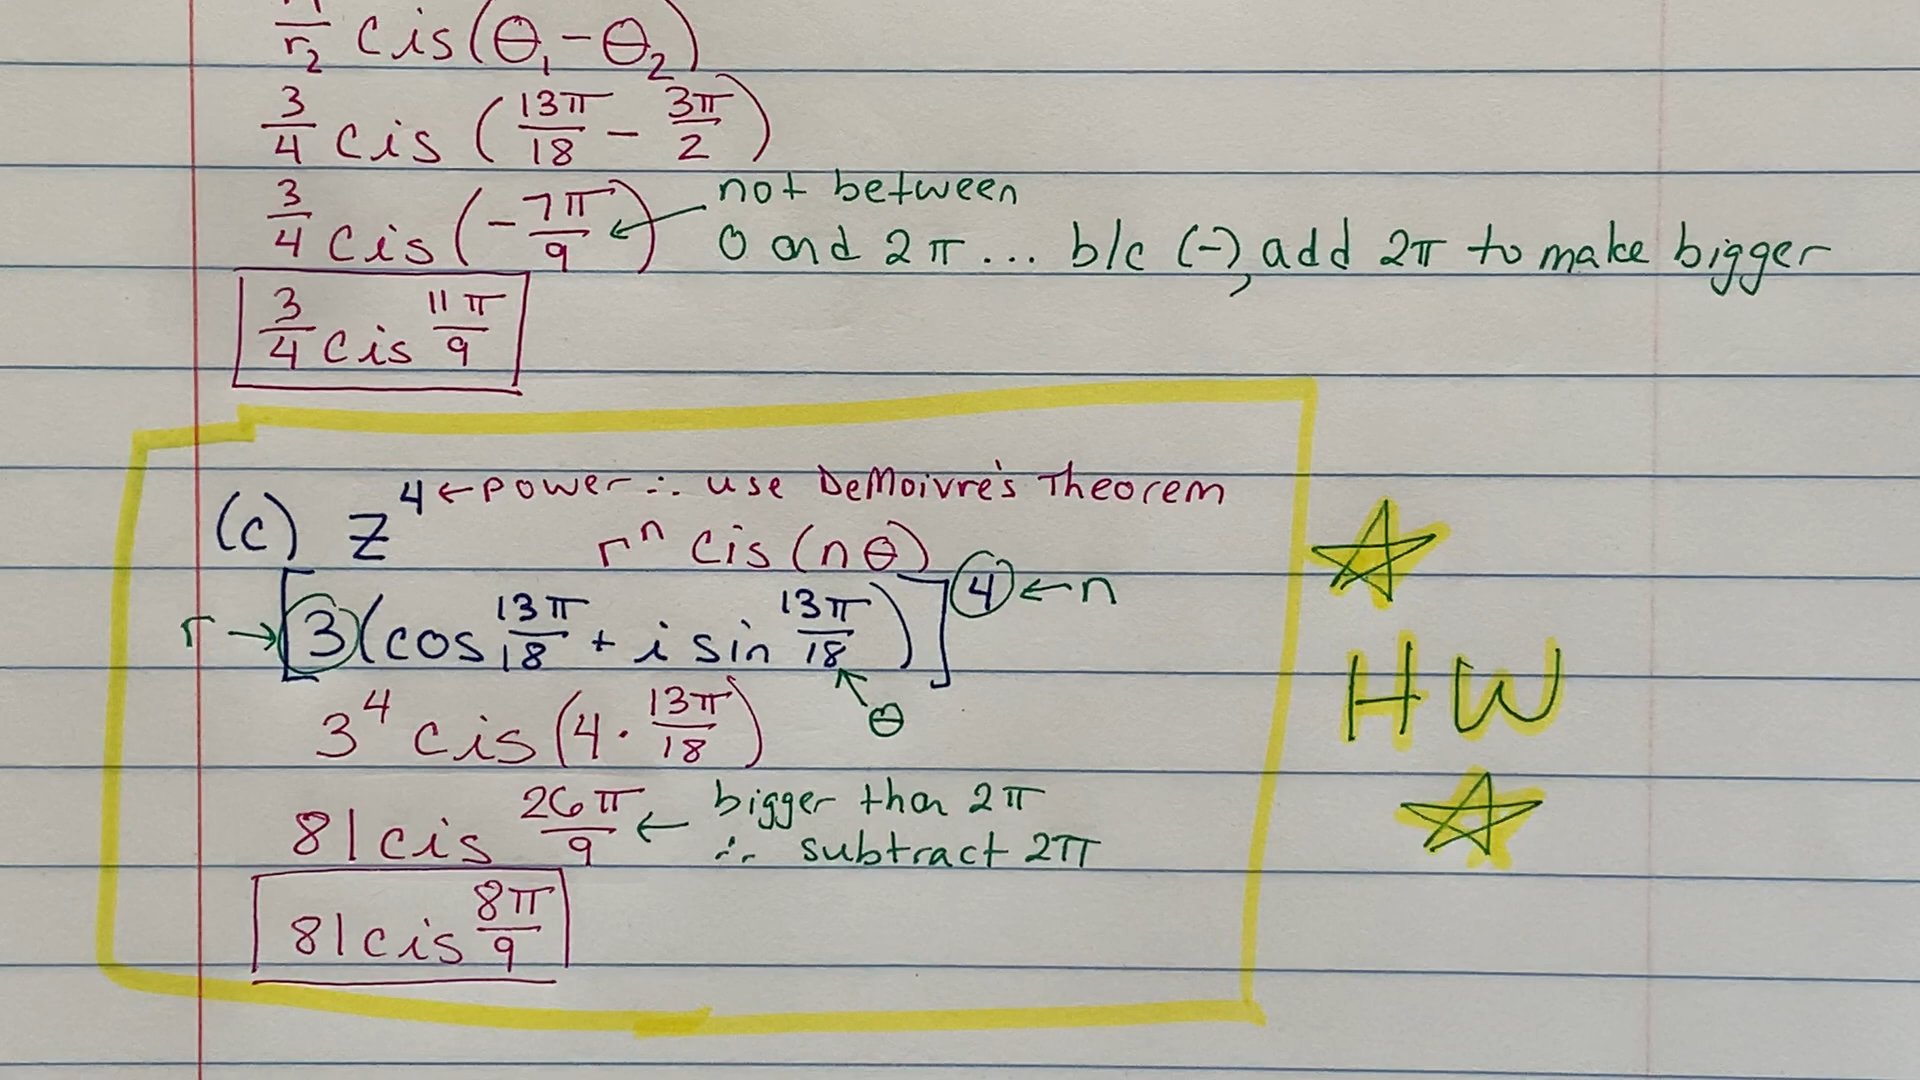 r₂ cis(θ₁-θ₂)
3/4 cis (13π/18 - 3π/2)
3/4 cis (-7π/9) ← not between
0 and 2π... b/c (-), add 2π to make bigger
3/4 cis 11π/9
(c) z⁴ ← power ∴ use DeMoivre's Theorem
rⁿ cis (nθ)
r → [3(cos 13π/18 + i sin 13π/18)]⁴ ← n
θ
3⁴ cis (4 · 13π/18)
81 cis 26π/9 ← bigger than 2π
∴ subtract 2π
81 cis 8π/9
HW